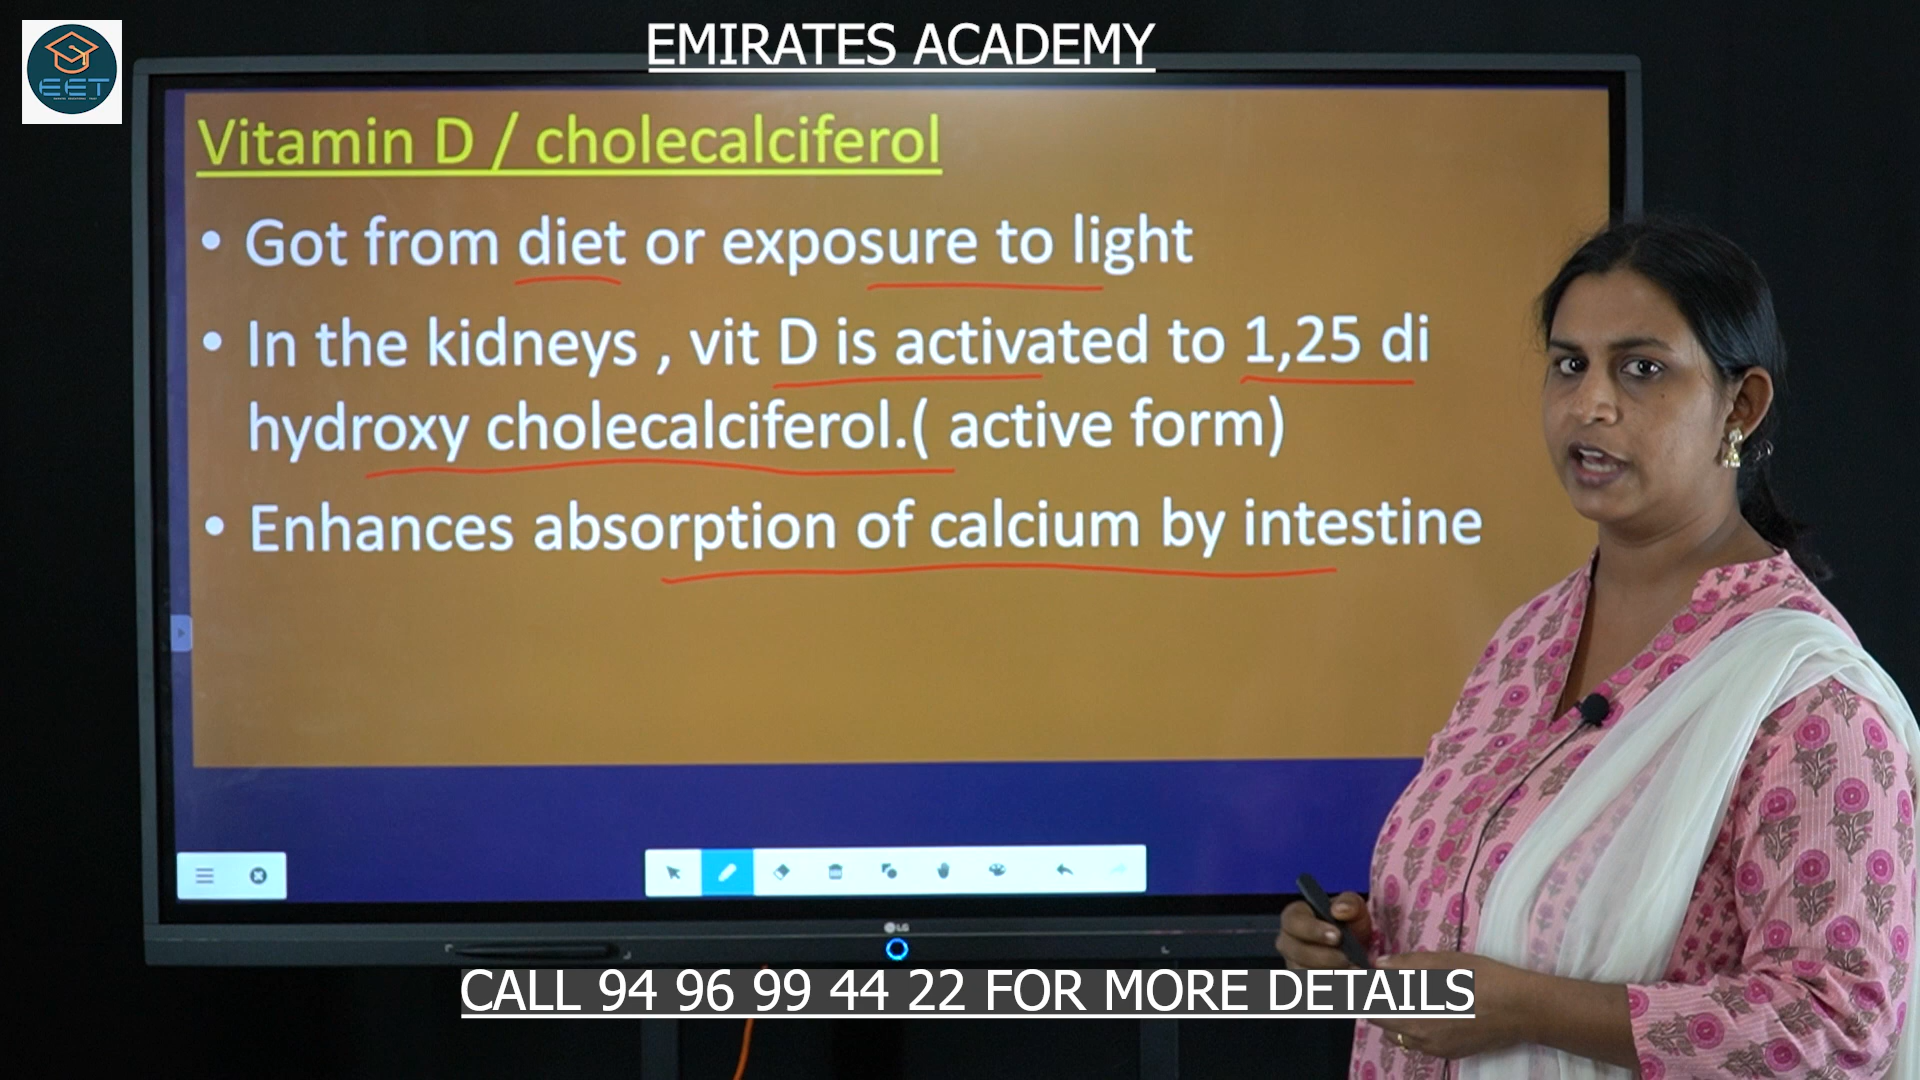 EMIRATES ACADEMY
EET
Vitamin D / cholecalciferol
• Got from diet or exposure to light
• In the kidneys , vit D is activated to 1,25 di
hydroxy cholecalciferol.( active form)
• Enhances absorption of calcium by intestine
LG
CALL 94 96 99 44 22 FOR MORE DETAILS